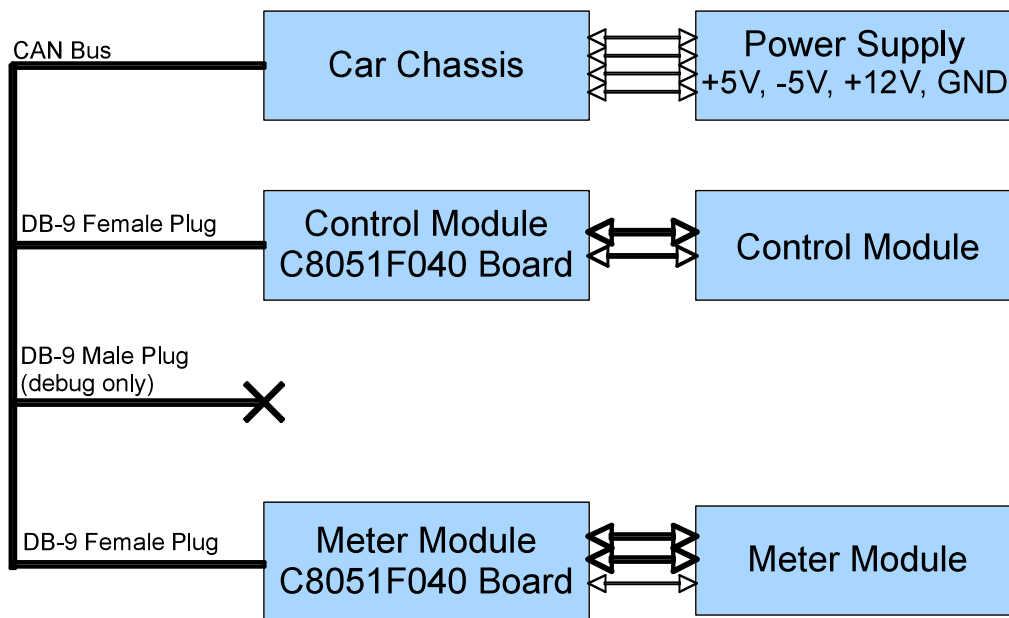 CAN Bus
Car Chassis
Power Supply
+5V, -5V, +12V, GND
DB-9 Female Plug
Control Module
C8051F040 Board
Control Module
DB-9 Male Plug
(debug only)
DB-9 Female Plug
Meter Module
C8051F040 Board
Meter Module